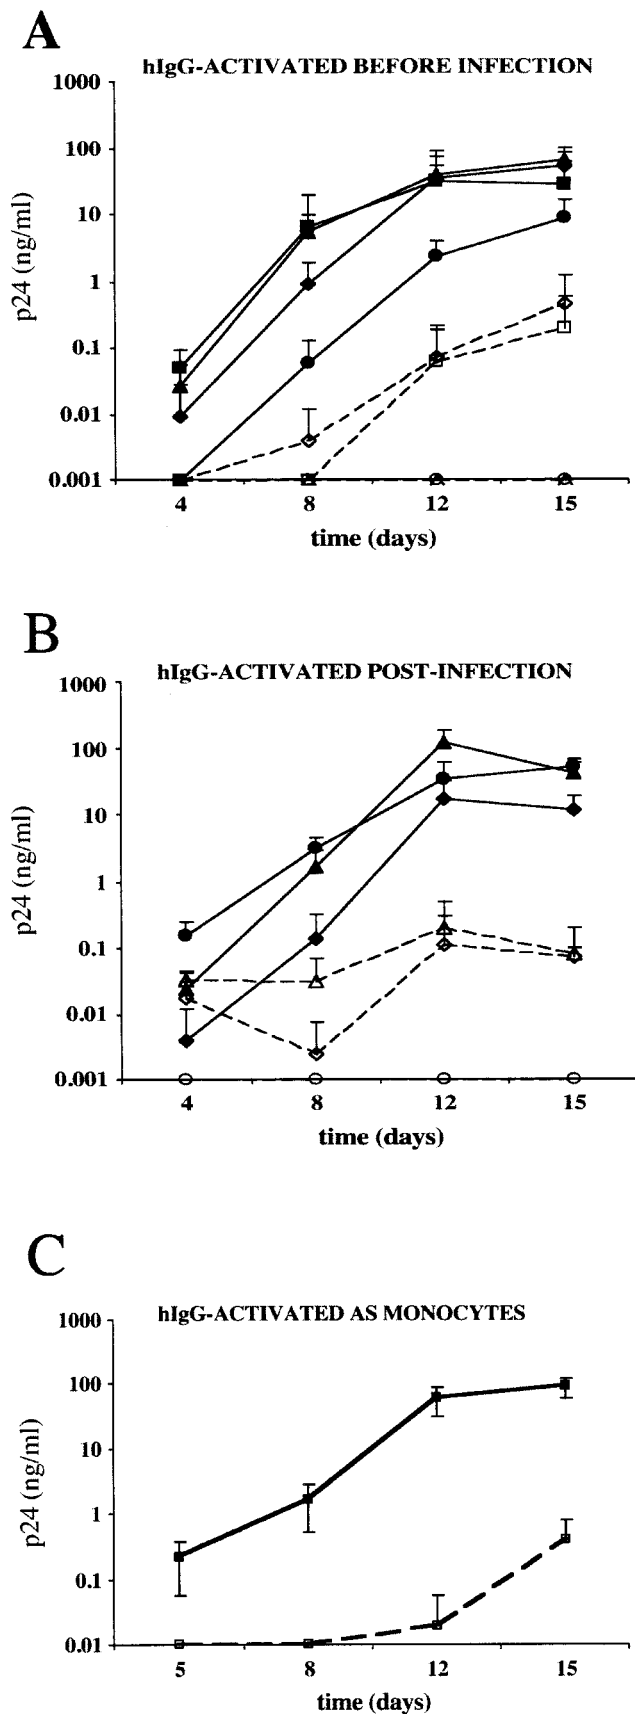 A
hIgG-ACTIVATED BEFORE INFECTION
1000
100
10
1
0.1
0.01
0.001
p24 (ng/ml)
4 8 12 15
time (days)
B
hIgG-ACTIVATED POST-INFECTION
1000
100
10
1
0.1
0.01
0.001
p24 (ng/ml)
4 8 12 15
time (days)
C
hIgG-ACTIVATED AS MONOCYTES
1000
100
10
1
0.1
0.01
p24 (ng/ml)
5 8 12 15
time (days)